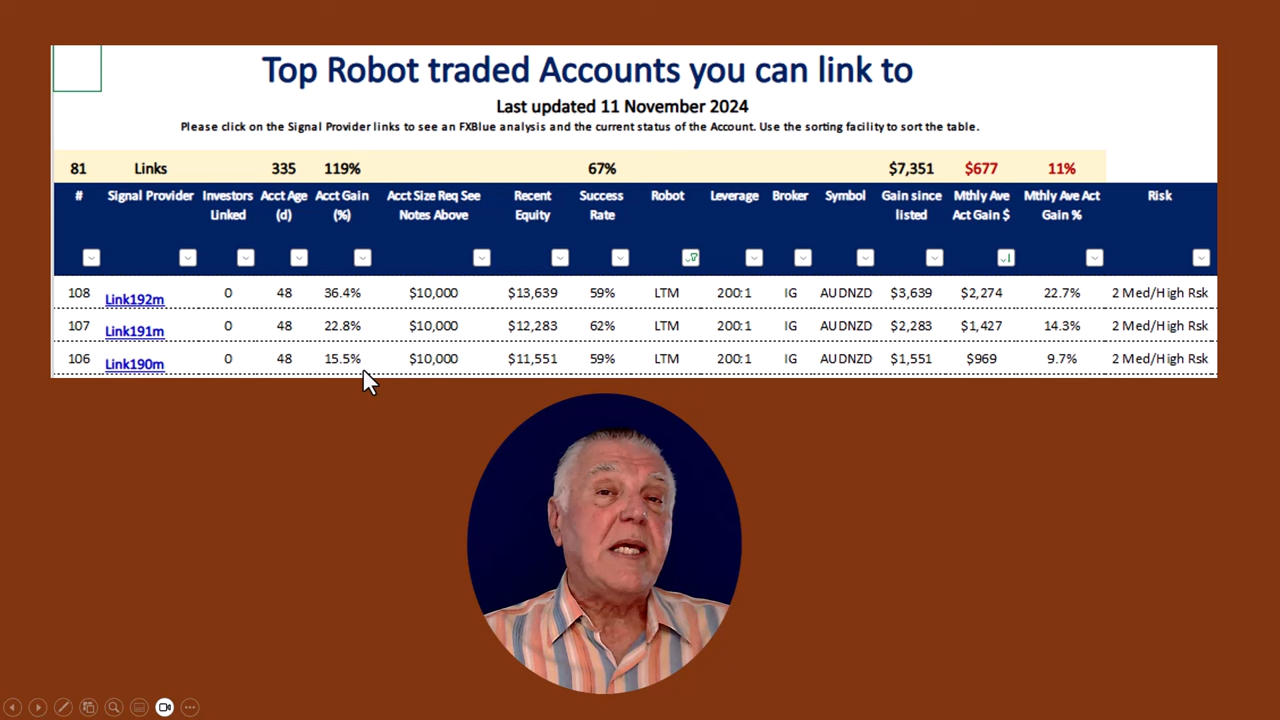 Top Robot traded Accounts you can link to
Last updated 11 November 2024
Please click on the Signal Provider links to see an FXBlue analysis and the current status of the Account. Use the sorting facility to sort the table.
81 Links 335 119% 67% $7,351 $677 11%
# Signal Provider Investors Linked Acct Age (d) Acct Gain (%) Acct Size Req See Notes Above Recent Equity Success Rate Robot Leverage Broker Symbol Gain since listed Mthly Ave Act Gain $ Mthly Ave Act Gain % Risk
108 Link192m 0 48 36.4% $10,000 $13,639 59% LTM 200:1 IG AUDNZD $3,639 $2,274 22.7% 2 Med/High Rsk
107 Link191m 0 48 22.8% $10,000 $12,283 62% LTM 200:1 IG AUDNZD $2,283 $1,427 14.3% 2 Med/High Rsk
106 Link190m 0 48 15.5% $10,000 $11,551 59% LTM 200:1 IG AUDNZD $1,551 $969 9.7% 2 Med/High Rsk